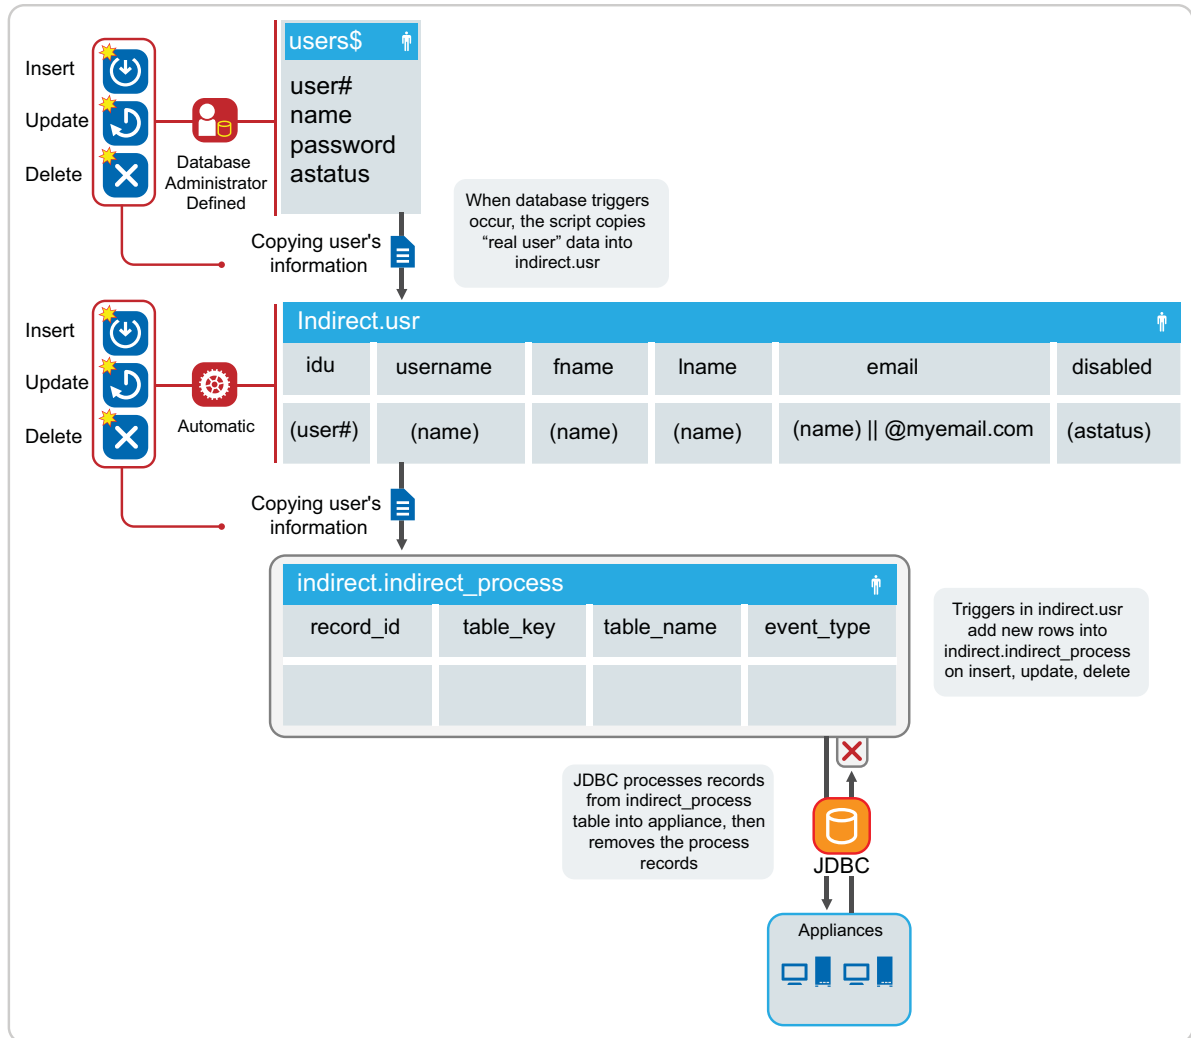 users$
Insert
user#
name
Update
password
astatus
Delete
Database
Administrator
Defined
When database triggers
occur, the script copies
“real user” data into
indirect.usr
Copying user's
information
Indirect.usr
Insert
idu username fname lname email disabled
Update
Delete
Automatic
(user#) (name) (name) (name) (name) || @myemail.com (astatus)
Copying user's
information
indirect.indirect_process
record_id table_key table_name event_type
Triggers in indirect.usr
add new rows into
indirect.indirect_process
on insert, update, delete
JDBC processes records
from indirect_process
table into appliance, then
removes the process
records
JDBC
Appliances